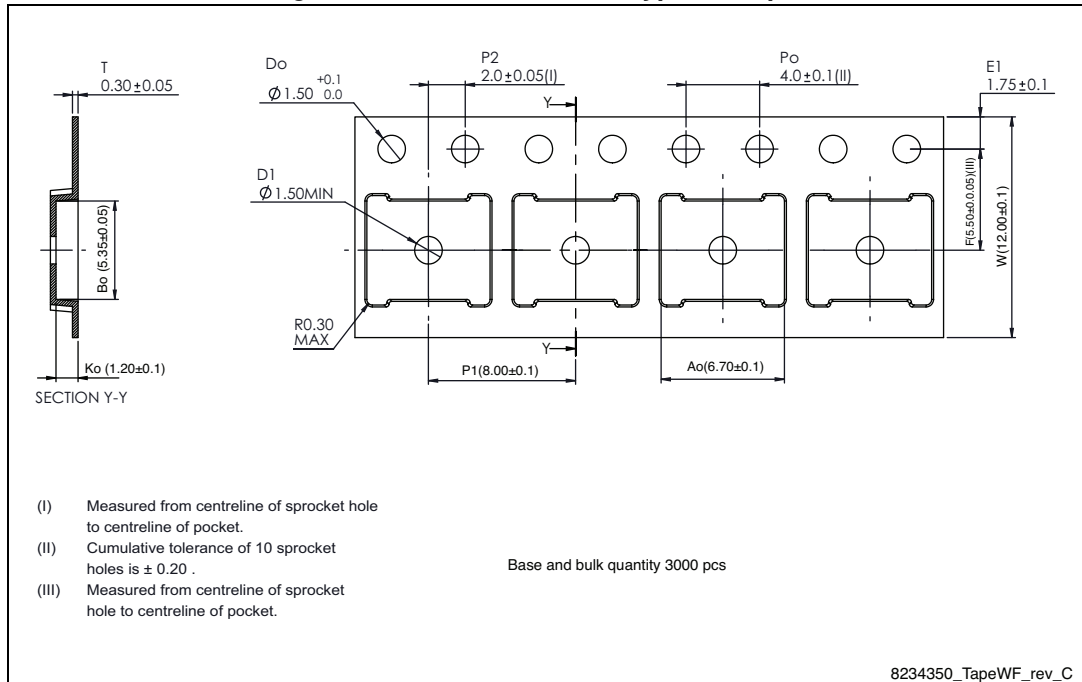 T
0.30±0.05
Do
Ø1.50 +0.1 0.0
P2
2.0±0.05(I)
Po
4.0±0.1(II)
E1
1.75±0.1
Y
D1
Ø1.50MIN
Bo (5.35±0.05)
F(5.50±0.0.05)(III)
W(12.00±0.1)
R0.30
MAX
Y
Ko (1.20±0.1)
P1(8.00±0.1)
Ao(6.70±0.1)
SECTION Y-Y
(I) Measured from centreline of sprocket hole
to centreline of pocket.
(II) Cumulative tolerance of 10 sprocket
holes is ± 0.20 .
(III) Measured from centreline of sprocket
hole to centreline of pocket.
Base and bulk quantity 3000 pcs
8234350_TapeWF_rev_C